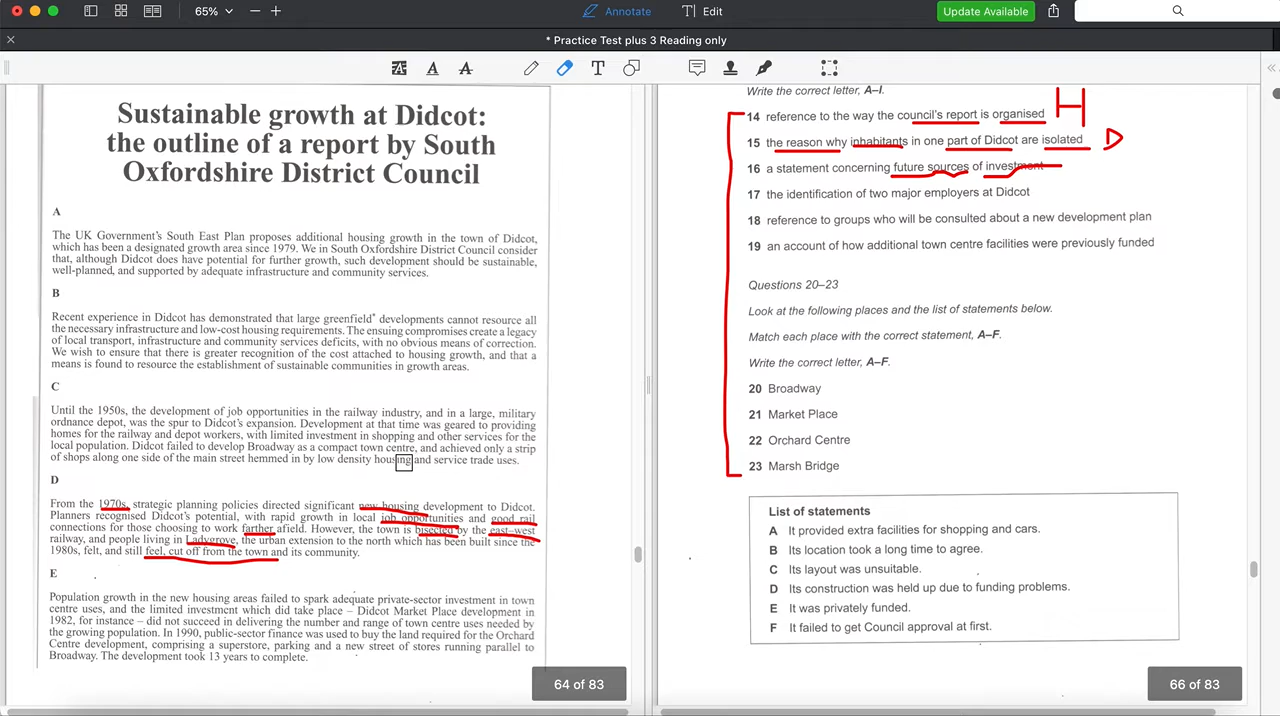 65%
Annotate
Edit
Update Available
* Practice Test plus 3 Reading only
Sustainable growth at Didcot:
the outline of a report by South
Oxfordshire District Council
A
The UK Government's South East Plan proposes additional housing growth in the town of Didcot,
which has been a designated growth area since 1979. We in South Oxfordshire District Council consider
that, although Didcot does have potential for further growth, such development should be sustainable,
well-planned, and supported by adequate infrastructure and community services.
B
Recent experience in Didcot has demonstrated that large greenfield* developments cannot resource all
the necessary infrastructure and low-cost housing requirements. The ensuing compromises create a legacy
of local transport, infrastructure and community services deficits, with no obvious means of correction.
We wish to ensure that there is greater recognition of the cost attached to housing growth, and that a
means is found to resource the establishment of sustainable communities in growth areas.
C
Until the 1950s, the development of job opportunities in the railway industry, and in a large, military
ordnance depot, was the spur to Didcot's expansion. Development at that time was geared to providing
homes for the railway and depot workers, with limited investment in shopping and other services for the
local population. Didcot failed to develop Broadway as a compact town centre, and achieved only a strip
of shops along one side of the main street hemmed in by low density housing and service trade uses.
D
From the 1970s, strategic planning policies directed significant new housing development to Didcot.
Planners recognised Didcot's potential, with rapid growth in local job opportunities and good rail
connections for those choosing to work farther afield. However, the town is bisected by the east–west
railway, and people living in Ladygrove, the urban extension to the north which has been built since the
1980s, felt, and still feel, cut off from the town and its community.
E
Population growth in the new housing areas failed to spark adequate private-sector investment in town
centre uses, and the limited investment which did take place – Didcot Market Place development in
1982, for instance – did not succeed in delivering the number and range of town centre uses needed by
the growing population. In 1990, public-sector finance was used to buy the land required for the Orchard
Centre development, comprising a superstore, parking and a new street of stores running parallel to
Broadway. The development took 13 years to complete.
64 of 83
Write the correct letter, A–I.
14 reference to the way the council's report is organised H
15 the reason why inhabitants in one part of Didcot are isolated D
16 a statement concerning future sources of investment
17 the identification of two major employers at Didcot
18 reference to groups who will be consulted about a new development plan
19 an account of how additional town centre facilities were previously funded
Questions 20–23
Look at the following places and the list of statements below.
Match each place with the correct statement, A–F.
Write the correct letter, A–F.
20 Broadway
21 Market Place
22 Orchard Centre
23 Marsh Bridge
List of statements
A It provided extra facilities for shopping and cars.
B Its location took a long time to agree.
C Its layout was unsuitable.
D Its construction was held up due to funding problems.
E It was privately funded.
F It failed to get Council approval at first.
66 of 83